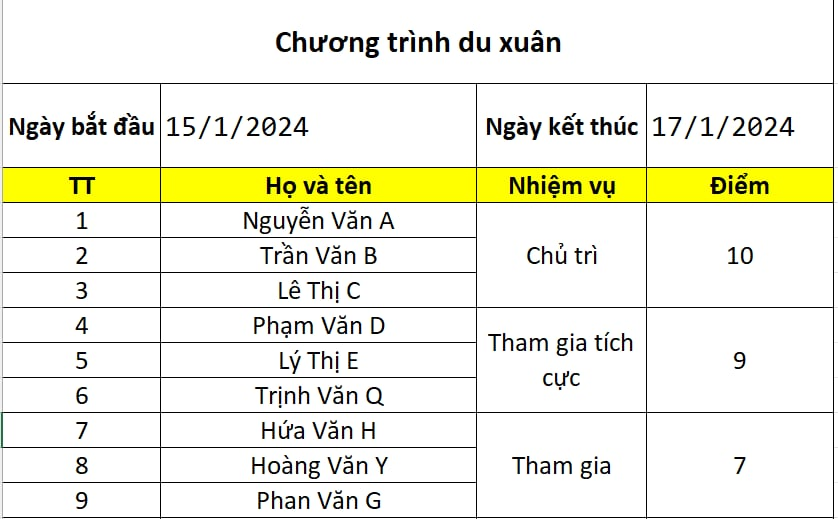 Chương trình du xuân
Ngày bắt đầu 15/1/2024 Ngày kết thúc 17/1/2024
TT Họ và tên Nhiệm vụ Điểm
1 Nguyễn Văn A
2 Trần Văn B Chủ trì 10
3 Lê Thị C
4 Phạm Văn D
5 Lý Thị E Tham gia tích cực 9
6 Trịnh Văn Q
7 Hứa Văn H
8 Hoàng Văn Y Tham gia 7
9 Phan Văn G